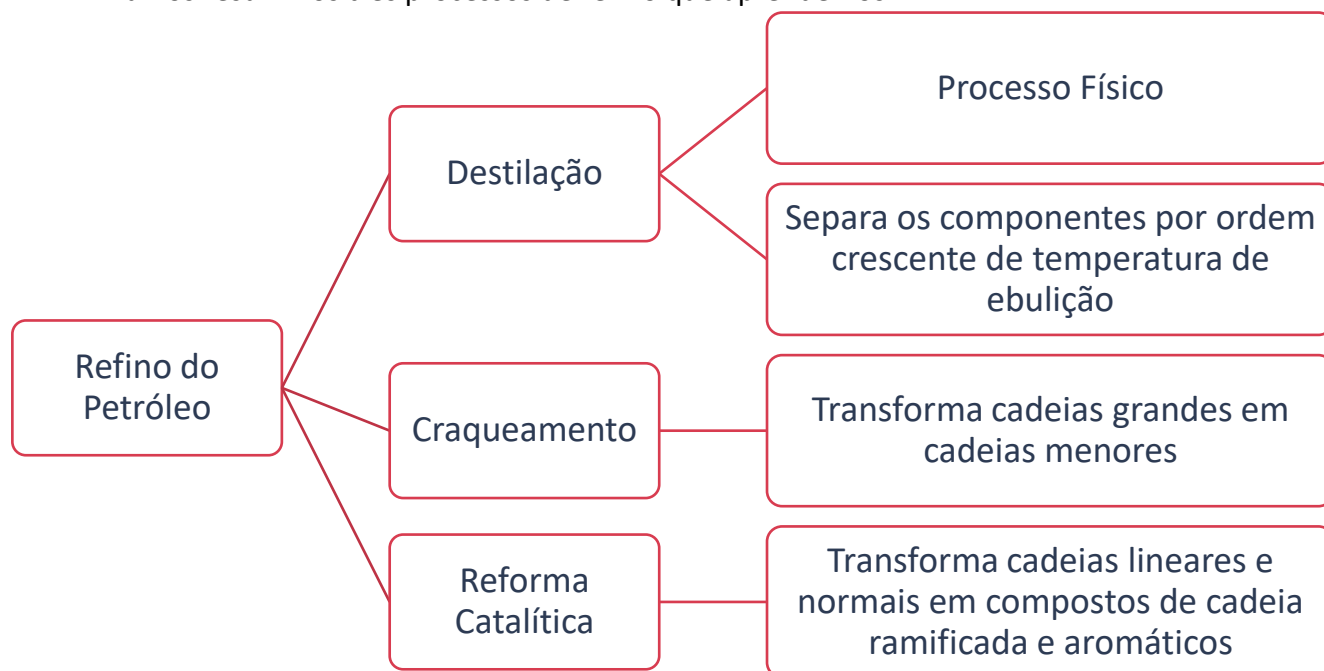 Refino do
Petróleo
Destilação
Processo Físico
Separa os componentes por ordem
crescente de temperatura de
ebulição
Craqueamento
Transforma cadeias grandes em
cadeias menores
Reforma
Catalítica
Transforma cadeias lineares e
normais em compostos de cadeia
ramificada e aromáticos